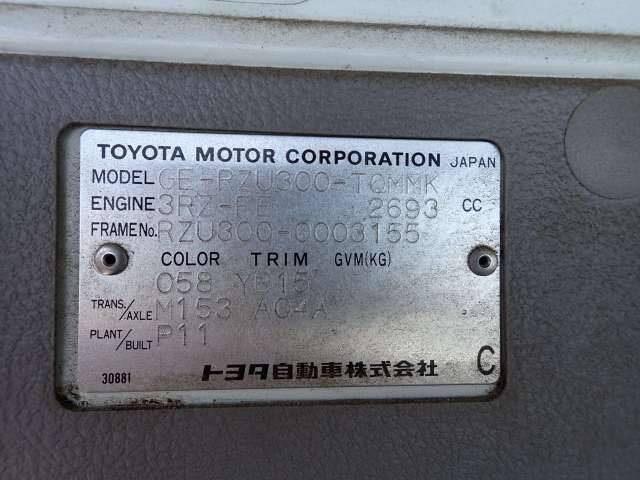 TOYOTA MOTOR CORPORATION JAPAN
MODEL GE-RZU300-TQMMK
ENGINE 3RZ-FE 2693 CC
FRAME No. RZU300-0003155
COLOR TRIM GVM(KG)
058 YB15
TRANS./AXLE M153 A04A
PLANT/BUILT P11
30881 トヨタ自動車株式会社 C